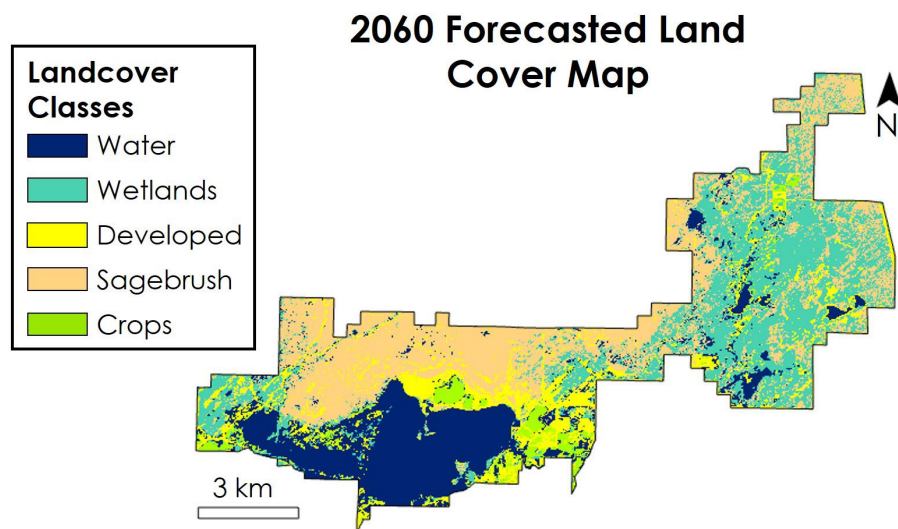 2060 Forecasted Land
Cover Map
Landcover
Classes
Water
Wetlands
Developed
Sagebrush
Crops
N
3 km